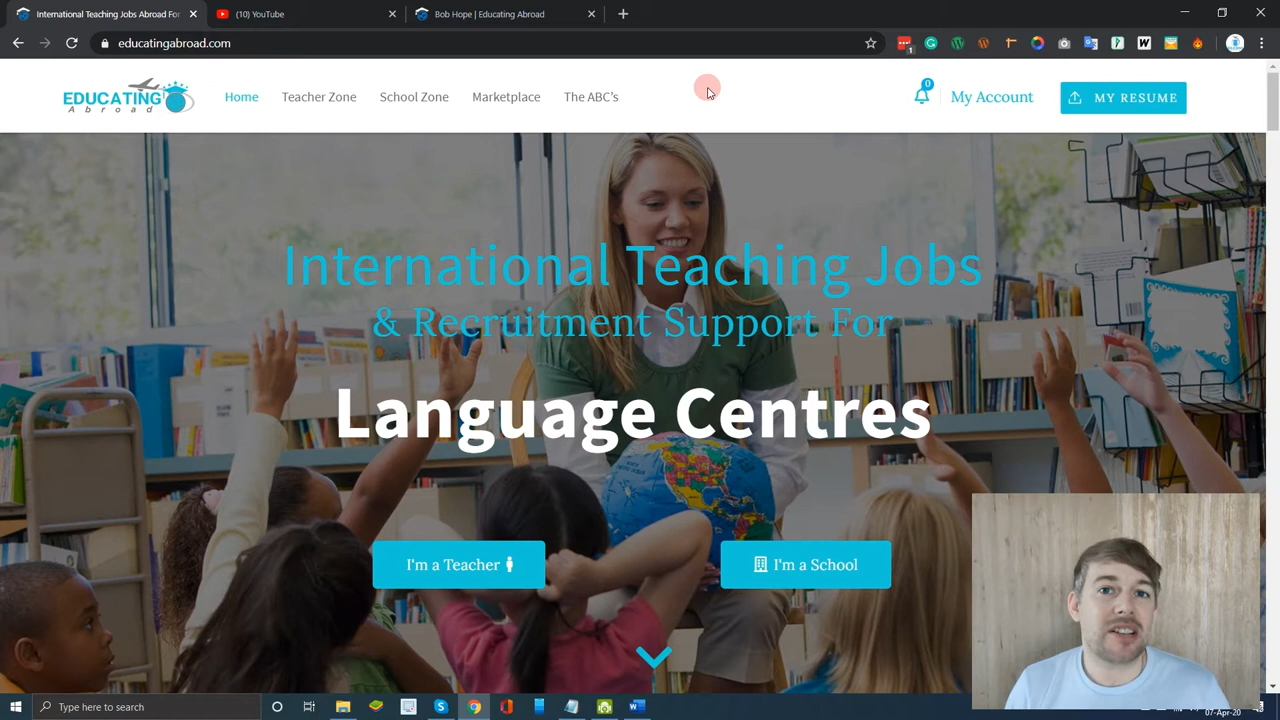 International Teaching Jobs Abroad For
(10) YouTube
Bob Hope | Educating Abroad
educatingabroad.com
1
EDUCATING
Abroad
Home
Teacher Zone
School Zone
Marketplace
The ABC's
0
My Account
MY RESUME
International Teaching Jobs
& Recruitment Support For
Language Centres
I'm a Teacher
I'm a School
Type here to search
07-Apr-20